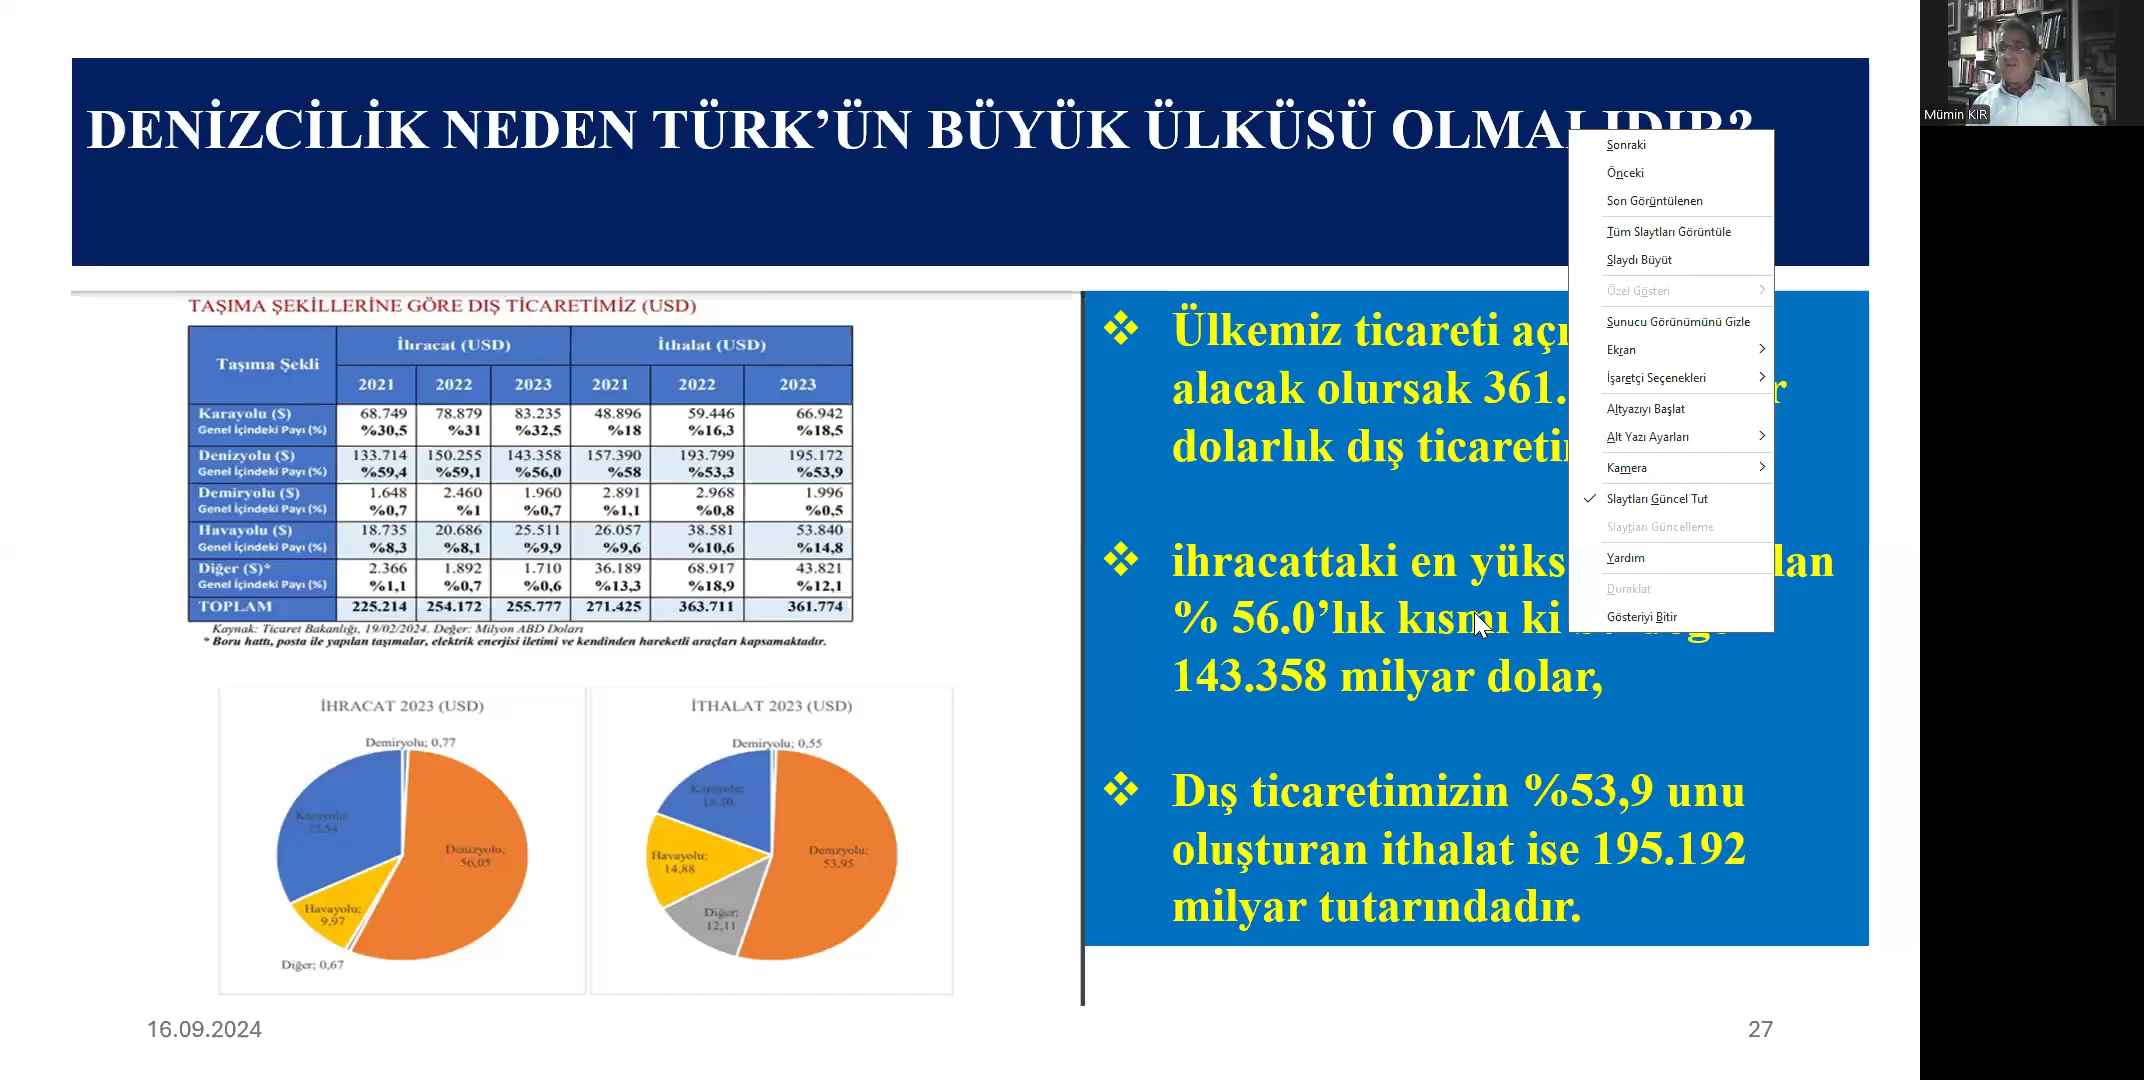 DENİZCİLİK NEDEN TÜRK’ÜN BÜYÜK ÜLKÜSÜ OLMALIDIR?
TAŞIMA ŞEKİLLERİNE GÖRE DIŞ TİCARETİMİZ (USD)
Taşıma Şekli İhracat (USD) İthalat (USD)
2021 2022 2023 2021 2022 2023
Karayolu ($) 68.749 78.879 83.235 48.896 59.446 66.942
Genel İçindeki Payı (%) %30,5 %31 %32,5 %18 %16,3 %18,5
Denizyolu ($) 133.714 150.255 143.358 157.390 193.799 195.172
Genel İçindeki Payı (%) %59,4 %59,1 %56,0 %58 %53,3 %53,9
Demiryolu ($) 1.648 2.460 1.960 2.891 2.968 1.996
Genel İçindeki Payı (%) %0,7 %1 %0,7 %1,1 %0,8 %0,5
Havayolu ($) 18.735 20.686 25.511 26.057 38.581 53.840
Genel İçindeki Payı (%) %8,3 %8,1 %9,9 %9,6 %10,6 %14,8
Diğer ($)* 2.366 1.892 1.710 36.189 68.917 43.821
Genel İçindeki Payı (%) %1,1 %0,7 %0,6 %13,3 %18,9 %12,1
TOPLAM 225.214 254.172 255.777 271.425 363.711 361.774
Kaynak: Ticaret Bakanlığı, 19/02/2024. Değer: Milyon ABD Doları
* Boru hattı, posta ile yapılan taşımalar, elektrik enerjisi iletimi ve kendinden hareketli araçları kapsamaktadır.
İHRACAT 2023 (USD)
Demiryolu; 0,77
Denizyolu;
56,05
Havayolu;
9,97
Diğer; 0,67
İTHALAT 2023 (USD)
Demiryolu; 0,55
Karayolu;
Denizyolu;
53,95
Havayolu;
14,88
Diğer;
12,11
❖ Ülkemiz ticareti
alacak olursak 361.
dolarlık dış
❖ ihracattaki en
% 56.0’lık kısmı ki
143.358 milyar dolar,
❖ Dış ticaretimizin %53,9 unu
oluşturan ithalat ise 195.192
milyar tutarındadır.
Sonraki
Önceki
Son Görüntülenen
Tüm Slaytları Görüntüle
Slaydı Büyüt
Özel Gösteri
Sunucu Görünümünü Gizle
Ekran
İşaretçi Seçenekleri
Altyazıyı Başlat
Alt Yazı Ayarları
Kamera
Slaytları Güncel Tut
Slaytları Güncelleme
Yardım
Duraklat
Gösteriyi Bitir
16.09.2024
27
Mümin KIR